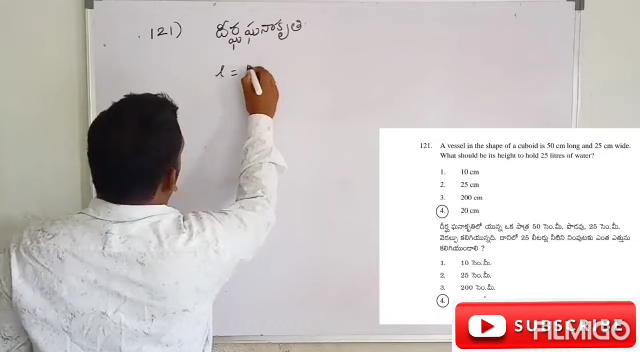 121) దీర్ఘఘనాకృతి
l =
121. A vessel in the shape of a cuboid is 50 cm long and 25 cm wide.
What should be its height to hold 25 litres of water?
1. 10 cm
2. 25 cm
3. 200 cm
4. 20 cm
దీర్ఘ ఘనాకృతిలో యున్న ఒక పాత్ర 50 సెం.మీ. పొడవు, 25 సెం.మీ.
వెడల్పు కలిగియున్నది. దానిలో 25 లీటర్లు నీటిని నింపుటకు ఎంత ఎత్తును
కలిగియుండాలి ?
1. 10 సెం.మీ.
2. 25 సెం.మీ.
3. 200 సెం.మీ.
4.
SUBSCRIBE
Made with KINEMASTER